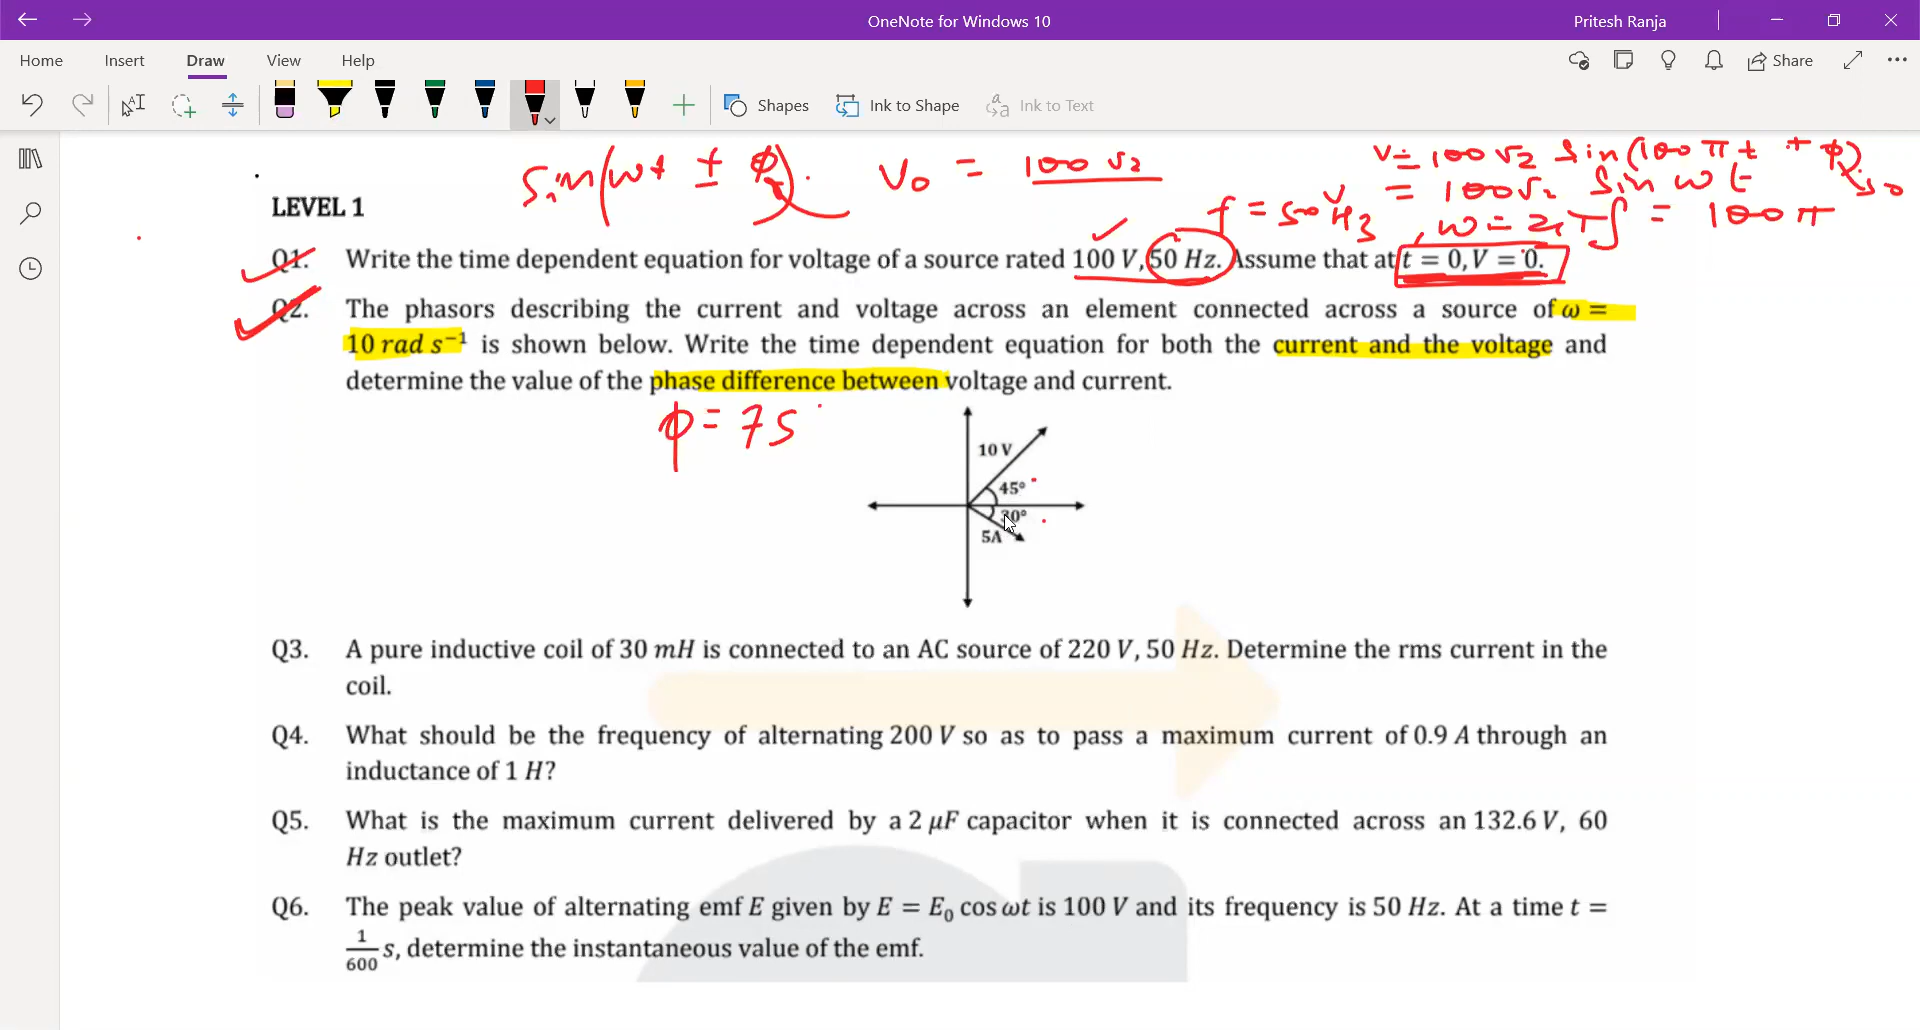 OneNote for Windows 10
Pritesh Ranja
Home Insert Draw View Help
Share
Shapes Ink to Shape Ink to Text
Sin(ωt ± φ). V₀ = 100√2
V = 100√2 sin(100πt + φ)
V = 100√2 sin ωt
f = 50 Hz, ω = 2πf = 100π
LEVEL 1
Q1. Write the time dependent equation for voltage of a source rated 100 V, 50 Hz. Assume that at t = 0, V = 0.
Q2. The phasors describing the current and voltage across an element connected across a source of ω =
10 rad s⁻¹ is shown below. Write the time dependent equation for both the current and the voltage and
determine the value of the phase difference between voltage and current.
φ = 75
10 V
45°
30°
5A
Q3. A pure inductive coil of 30 mH is connected to an AC source of 220 V, 50 Hz. Determine the rms current in the
coil.
Q4. What should be the frequency of alternating 200 V so as to pass a maximum current of 0.9 A through an
inductance of 1 H?
Q5. What is the maximum current delivered by a 2 μF capacitor when it is connected across an 132.6 V, 60
Hz outlet?
Q6. The peak value of alternating emf E given by E = E₀ cos ωt is 100 V and its frequency is 50 Hz. At a time t =
1/600 s, determine the instantaneous value of the emf.